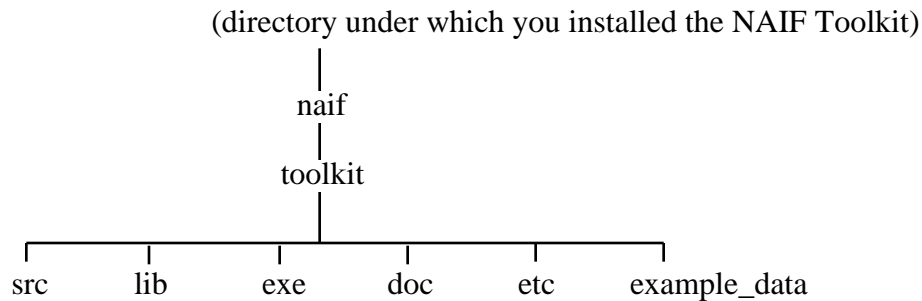 (directory under which you installed the NAIF Toolkit)
naif
toolkit
src lib exe doc etc example_data